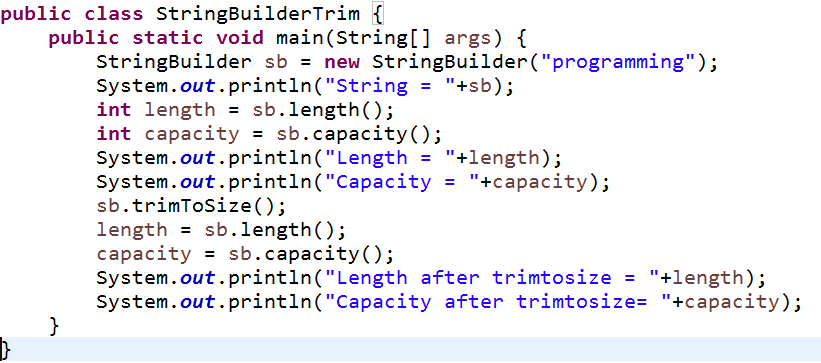 public class StringBuilderTrim {
    public static void main(String[] args) {
        StringBuilder sb = new StringBuilder("programming");
        System.out.println("String = "+sb);
        int length = sb.length();
        int capacity = sb.capacity();
        System.out.println("Length = "+length);
        System.out.println("Capacity = "+capacity);
        sb.trimToSize();
        length = sb.length();
        capacity = sb.capacity();
        System.out.println("Length after trimtosize = "+length);
        System.out.println("Capacity after trimtosize= "+capacity);
    }
}